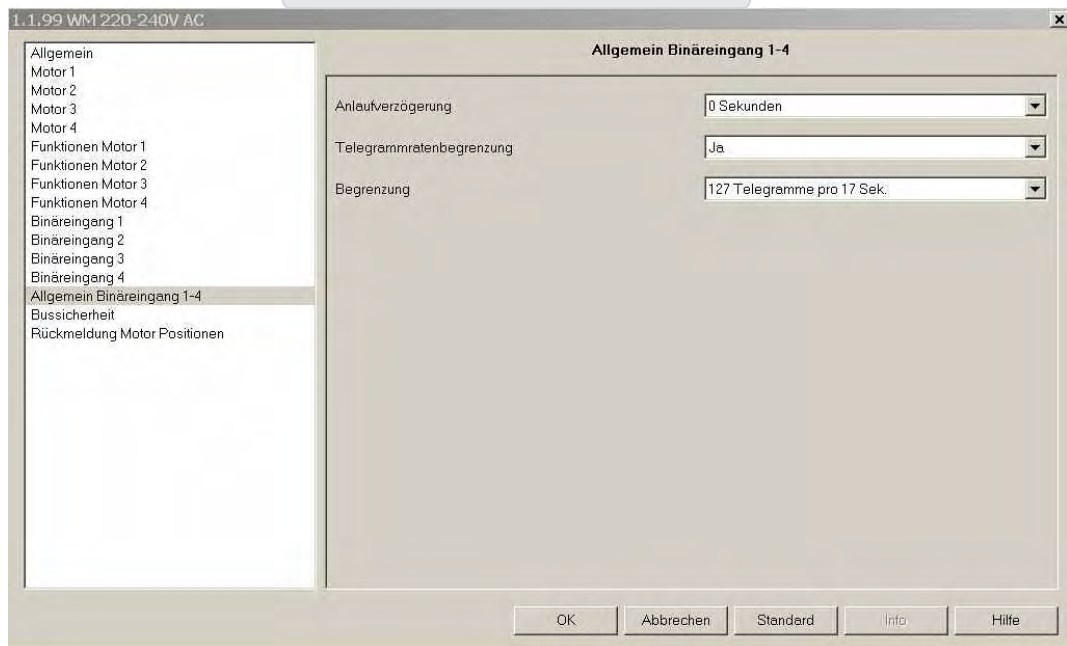 1.1.99 WM 220-240V AC
Allgemein
Motor 1
Motor 2
Motor 3
Motor 4
Funktionen Motor 1
Funktionen Motor 2
Funktionen Motor 3
Funktionen Motor 4
Binäreingang 1
Binäreingang 2
Binäreingang 3
Binäreingang 4
Allgemein Binäreingang 1-4
Bussicherheit
Rückmeldung Motor Positionen
Allgemein Binäreingang 1-4
Anlaufverzögerung
0 Sekunden
Telegrammratenbegrenzung
Ja
Begrenzung
127 Telegramme pro 17 Sek.
OK
Abbrechen
Standard
Info
Hilfe